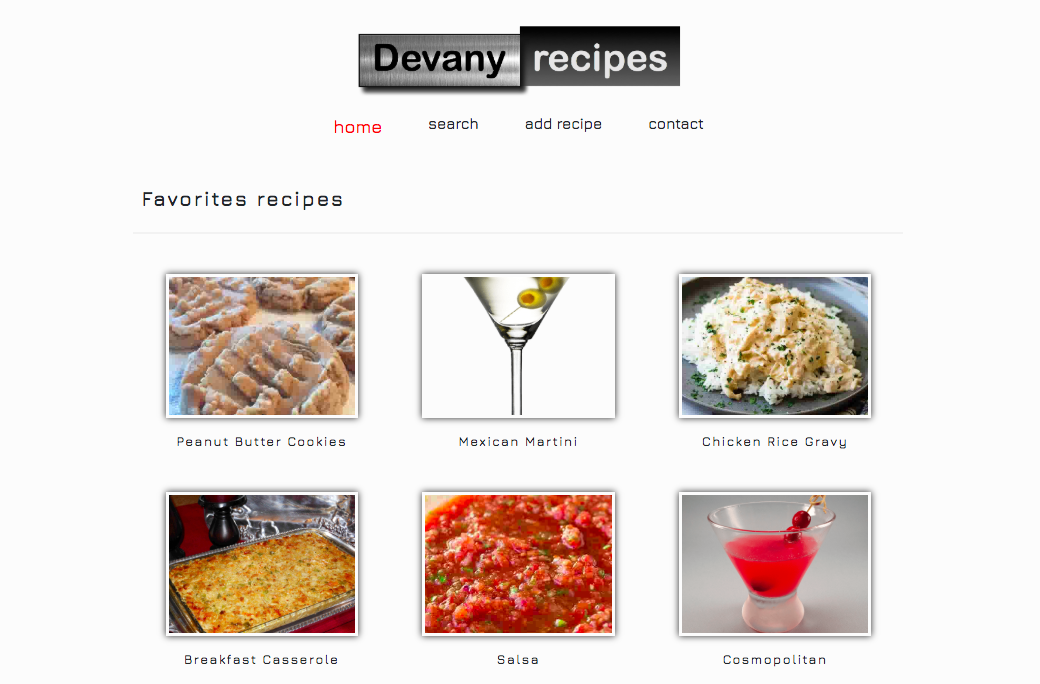 Devany recipes
home search add recipe contact
Favorites recipes
Peanut Butter Cookies Mexican Martini Chicken Rice Gravy
Breakfast Casserole Salsa Cosmopolitan